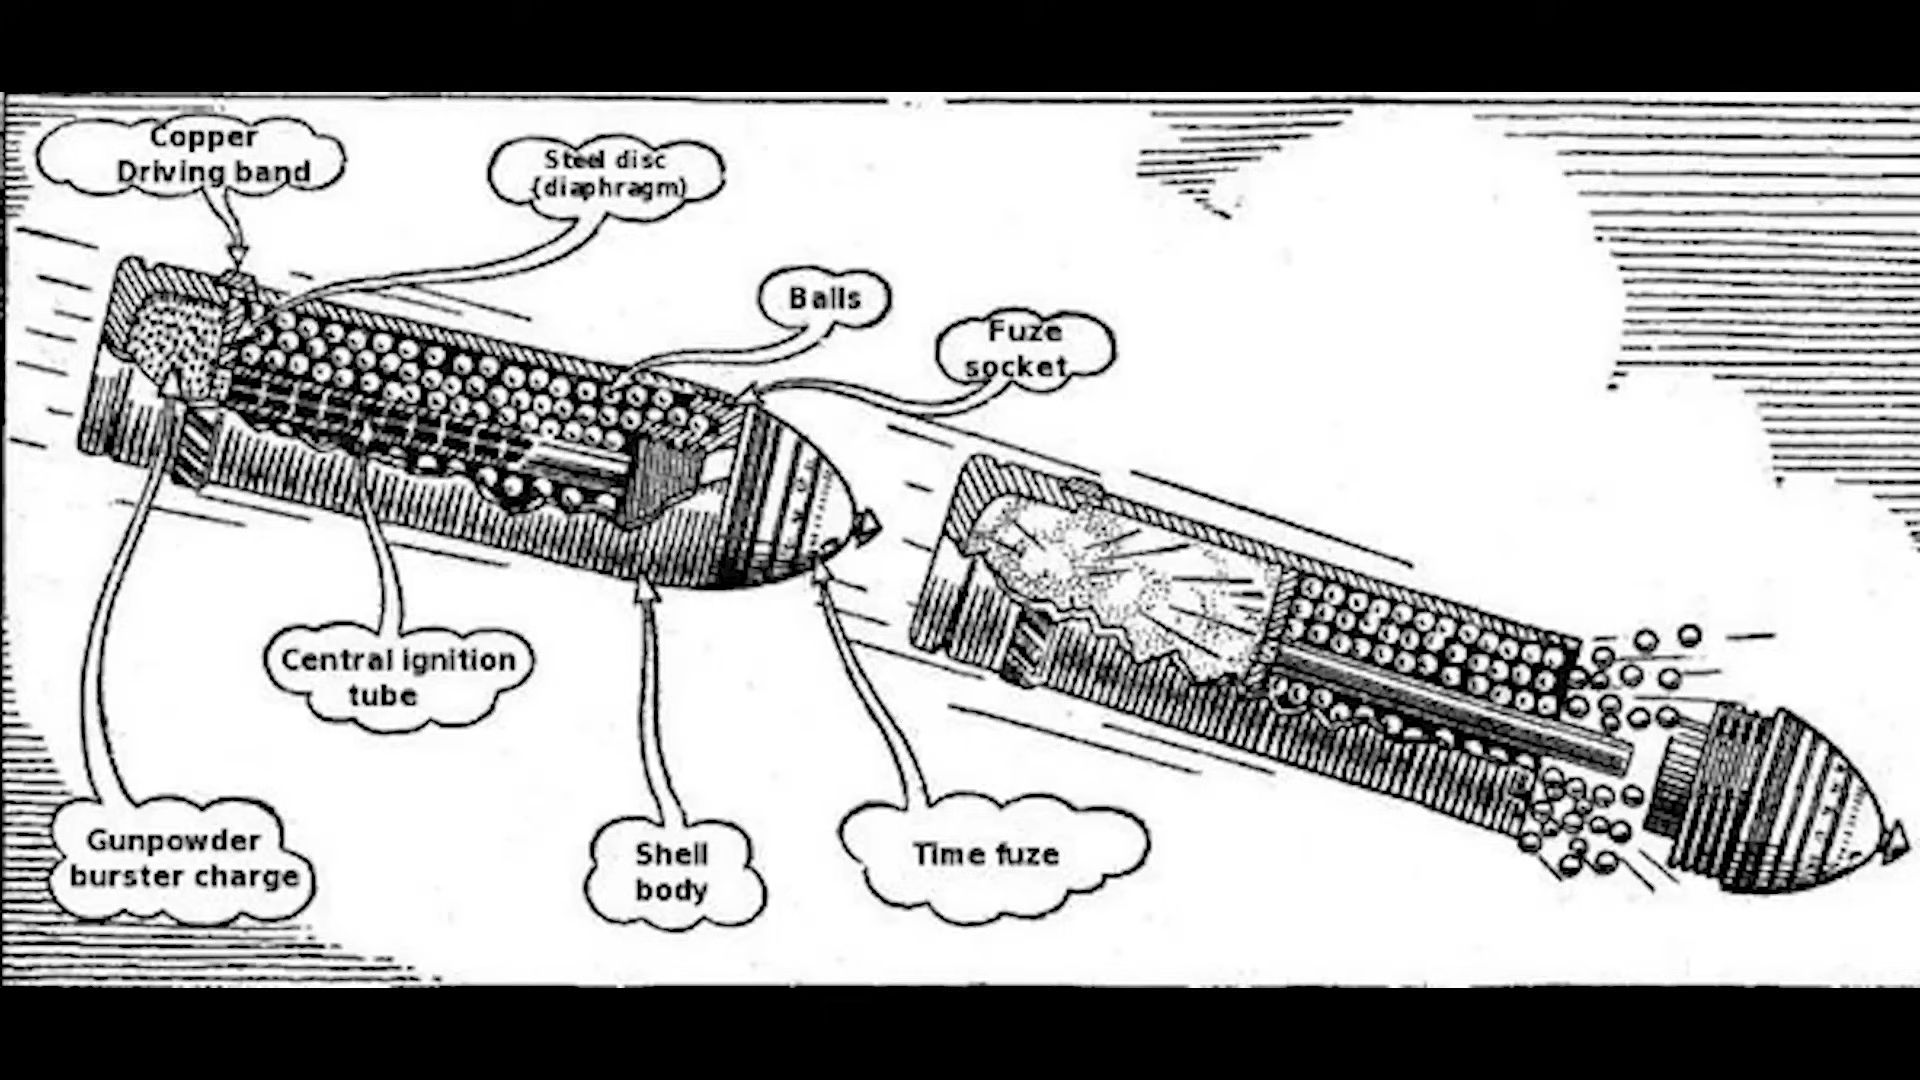 Copper
Driving band
Steel disc
(diaphragm)
Balls
Fuze
socket
Central ignition
tube
Gunpowder
burster charge
Shell
body
Time fuze